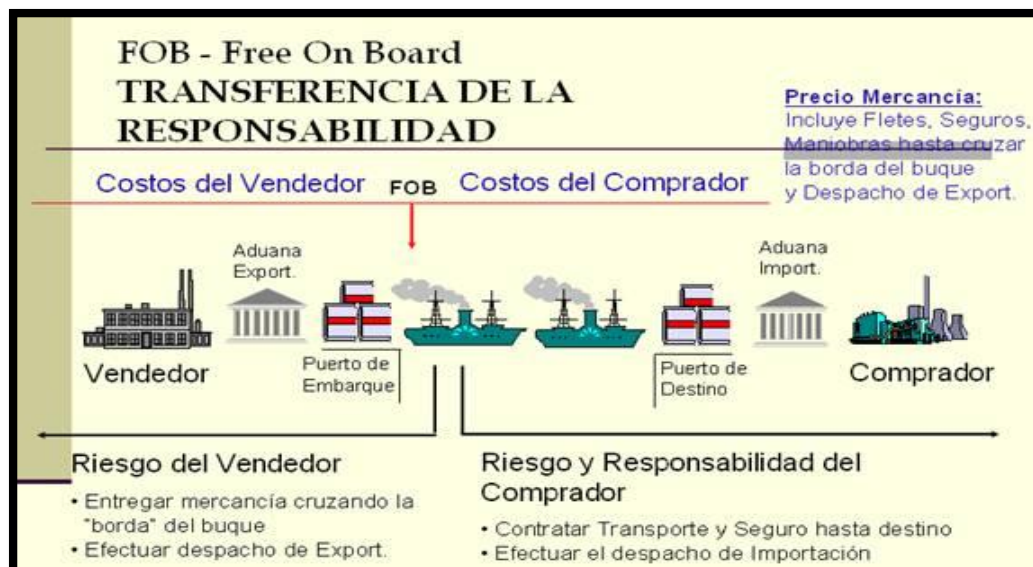 FOB - Free On Board
TRANSFERENCIA DE LA
RESPONSABILIDAD
Precio Mercancía:
Incluye Fletes, Seguros,
Maniobras hasta cruzar
la borda del buque
y Despacho de Export.
Costos del Vendedor
FOB
Costos del Comprador
Aduana
Export.
Aduana
Import.
Vendedor
Puerto de
Embarque
Puerto de
Destino
Comprador
Riesgo del Vendedor
• Entregar mercancía cruzando la
"borda" del buque
• Efectuar despacho de Export.
Riesgo y Responsabilidad del
Comprador
• Contratar Transporte y Seguro hasta destino
• Efectuar el despacho de Importación